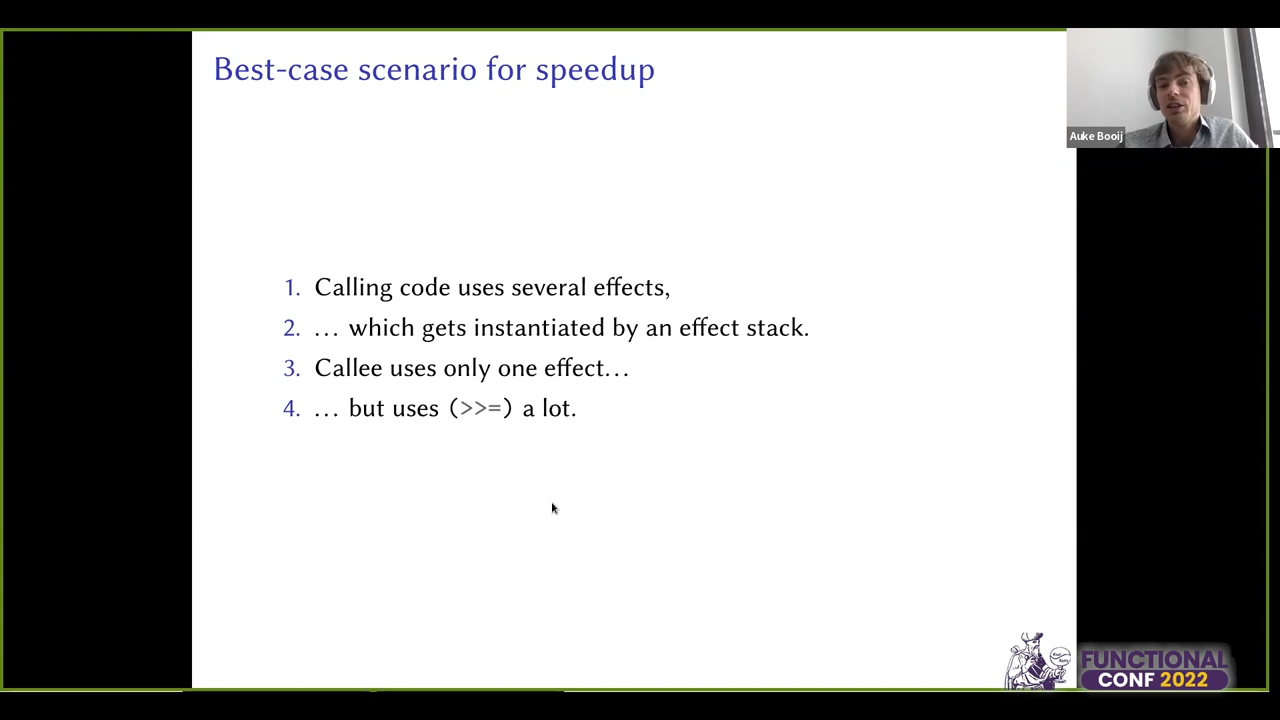 Best-case scenario for speedup
Auke Booij
1. Calling code uses several effects,
2. … which gets instantiated by an effect stack.
3. Callee uses only one effect…
4. … but uses (>>=) a lot.
FUNCTIONAL
CONF 2022